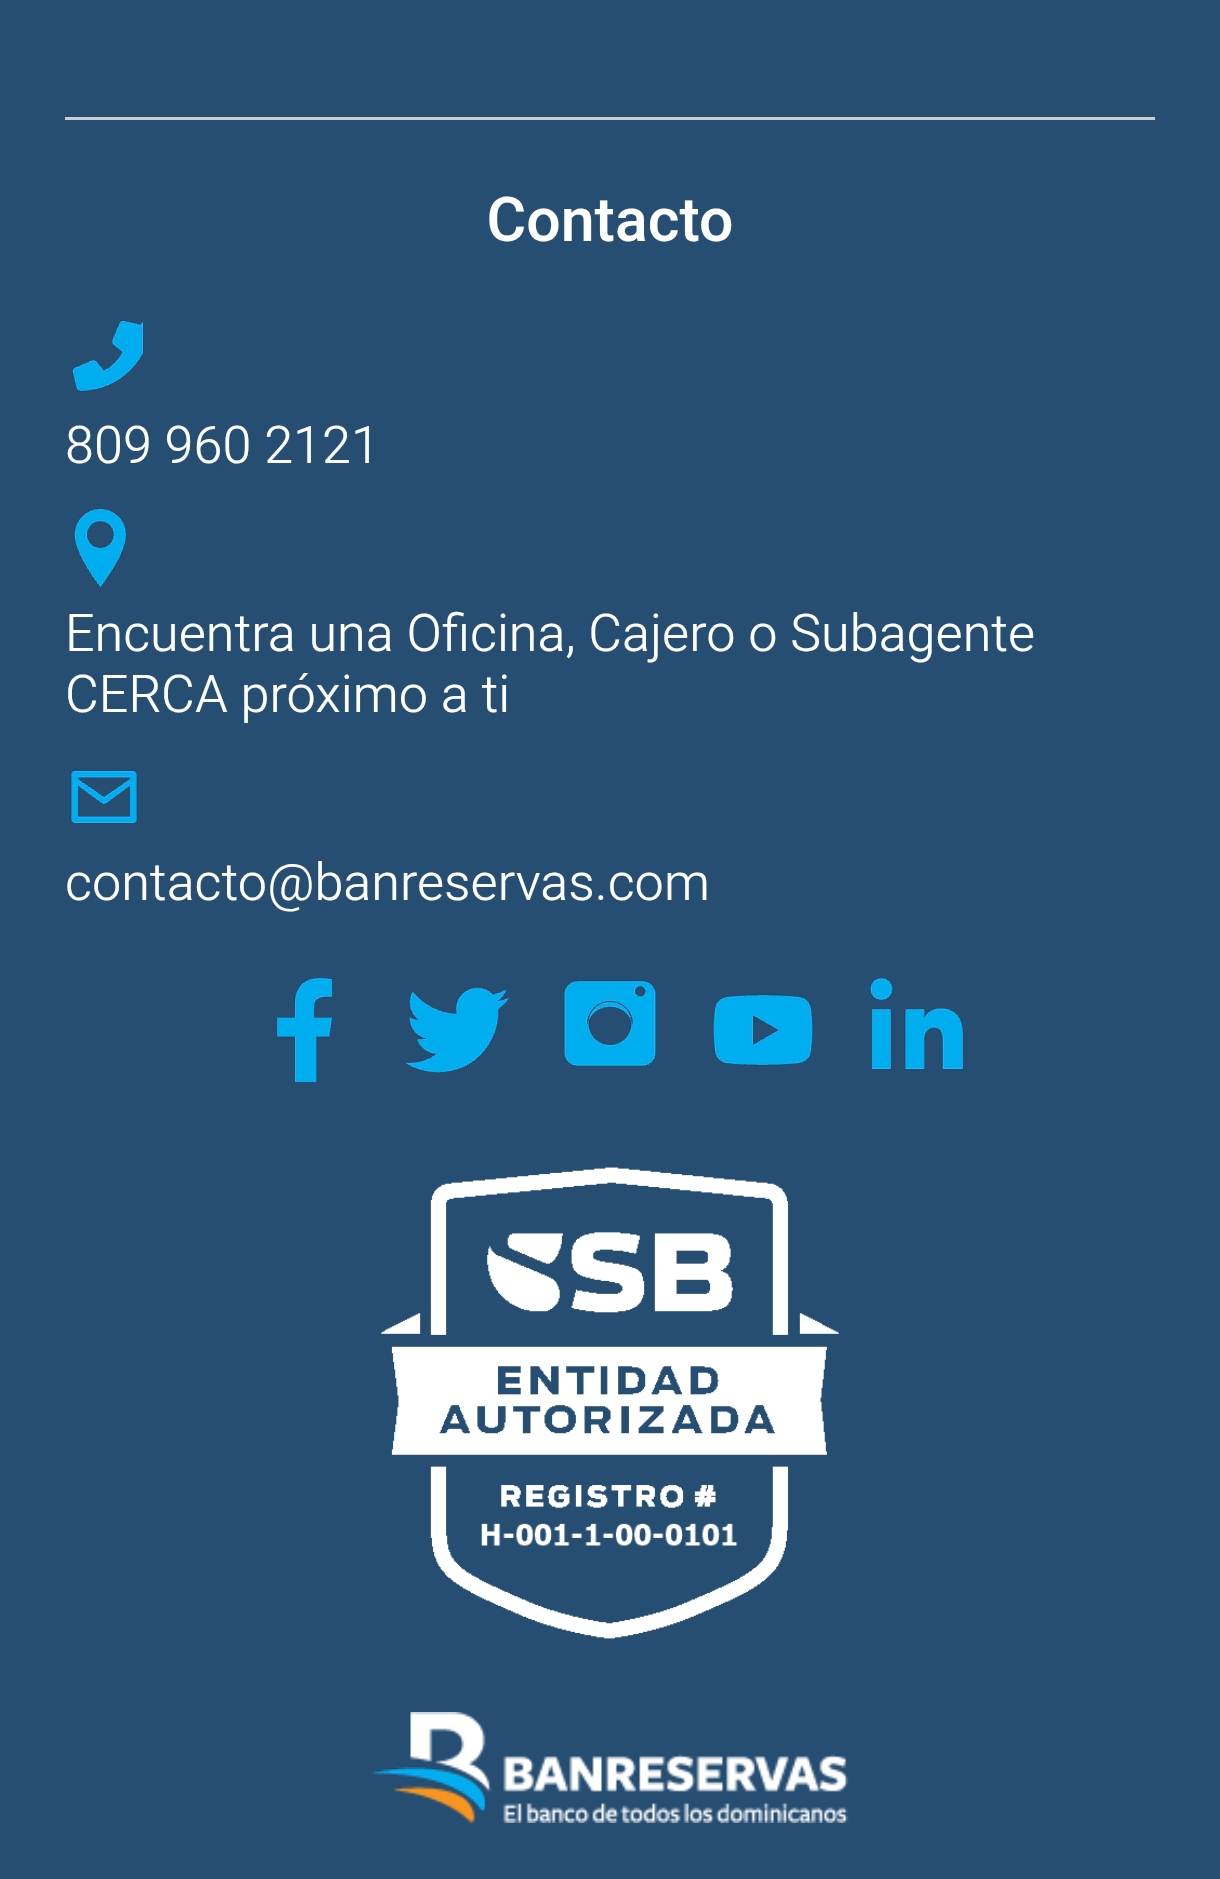 Contacto
809 960 2121
Encuentra una Oficina, Cajero o Subagente
CERCA próximo a ti
contacto@banreservas.com
SB
ENTIDAD
AUTORIZADA
REGISTRO #
H-001-1-00-0101
BANRESERVAS
El banco de todos los dominicanos